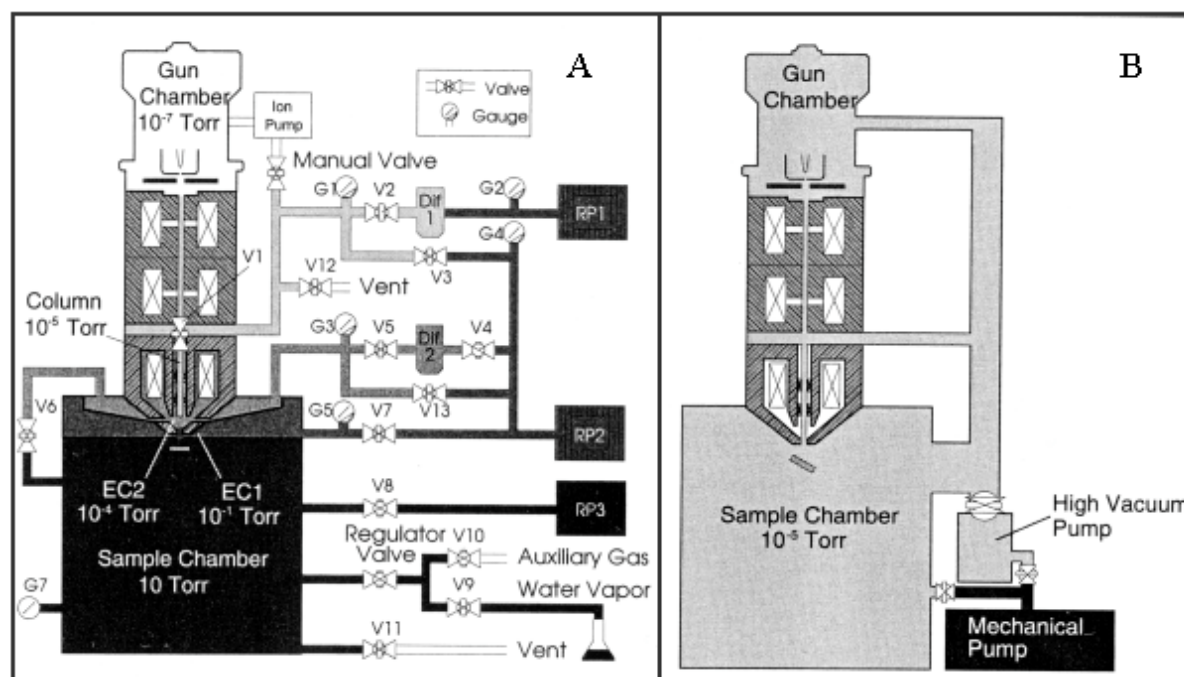 A
Gun
Chamber
10⁻⁷ Torr
Ion
Pump
Valve
Gauge
Manual Valve
G1
V2
Dif
1
G2
RP1
G4
V3
V1
V12
Vent
Column
10⁻⁵ Torr
G3
V5
Dif
2
V4
V13
V6
G5
V7
RP2
EC2
10⁻⁴ Torr
EC1
10⁻¹ Torr
V8
RP3
Sample Chamber
10 Torr
Regulator
Valve
V10
Auxiliary Gas
V9
Water Vapor
G7
V11
Vent
B
Gun
Chamber
Sample Chamber
10⁻⁵ Torr
High Vacuum
Pump
Mechanical
Pump